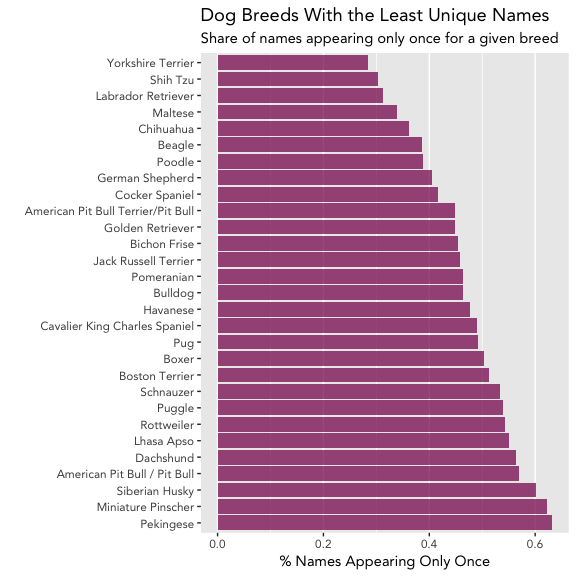 Dog Breeds With the Least Unique Names
Share of names appearing only once for a given breed
Yorkshire Terrier
Shih Tzu
Labrador Retriever
Maltese
Chihuahua
Beagle
Poodle
German Shepherd
Cocker Spaniel
American Pit Bull Terrier/Pit Bull
Golden Retriever
Bichon Frise
Jack Russell Terrier
Pomeranian
Bulldog
Havanese
Cavalier King Charles Spaniel
Pug
Boxer
Boston Terrier
Schnauzer
Puggle
Rottweiler
Lhasa Apso
Dachshund
American Pit Bull / Pit Bull
Siberian Husky
Miniature Pinscher
Pekingese
0.0 0.2 0.4 0.6
% Names Appearing Only Once